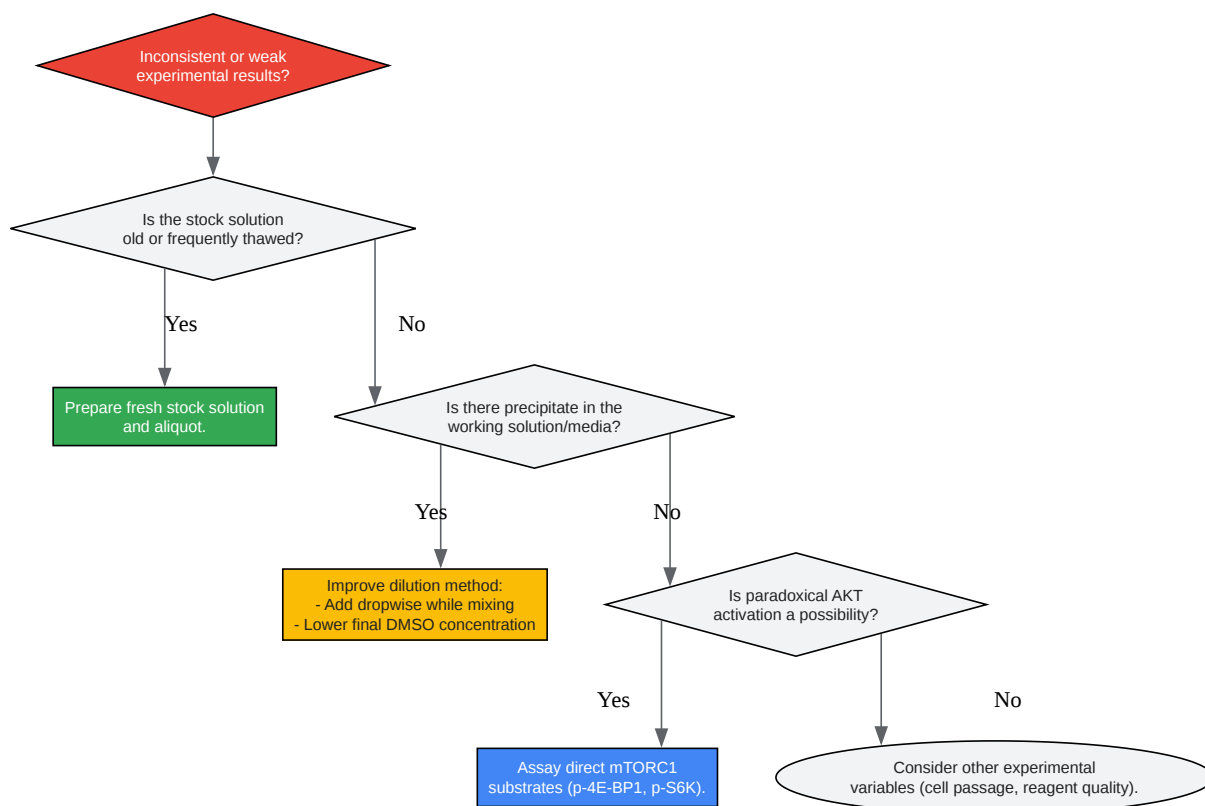 Inconsistent or weak
experimental results?
Is the stock solution
old or frequently thawed?
Yes
No
Prepare fresh stock solution
and aliquot.
Is there precipitate in the
working solution/media?
Yes
No
Improve dilution method:
- Add dropwise while mixing
- Lower final DMSO concentration
Is paradoxical AKT
activation a possibility?
Yes
No
Assay direct mTORC1
substrates (p-4E-BP1, p-S6K).
Consider other experimental
variables (cell passage, reagent quality).